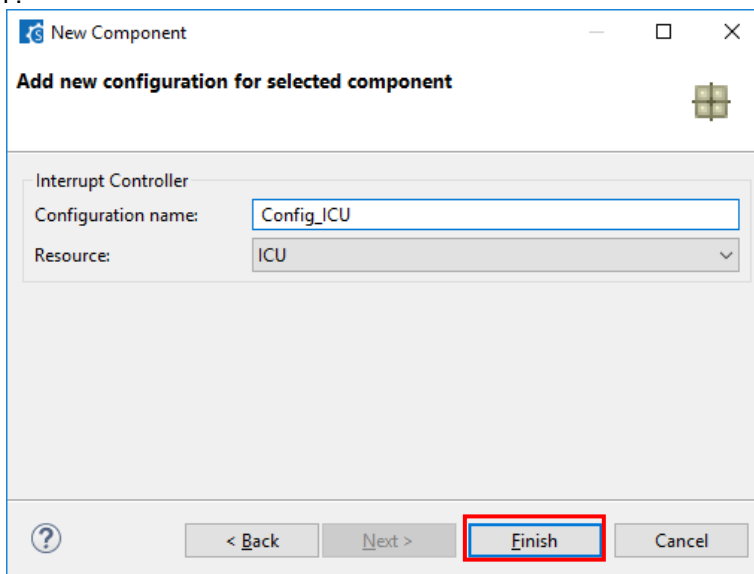 New Component
Add new configuration for selected component
Interrupt Controller
Configuration name: Config_ICU
Resource: ICU
? < Back Next > Finish Cancel